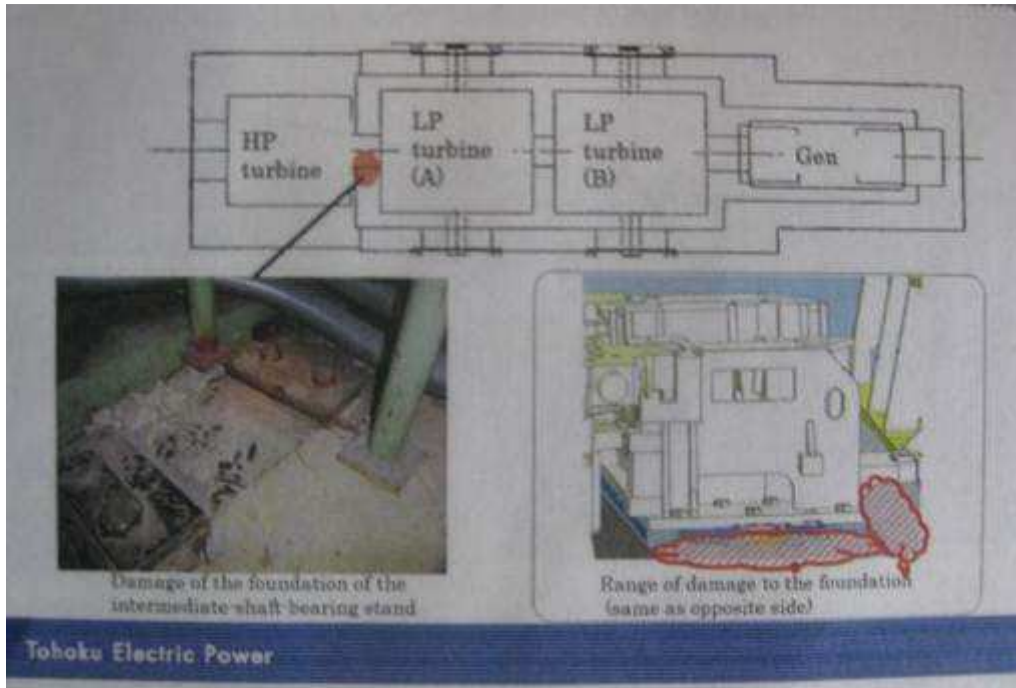 HP
turbine
LP
turbine
(A)
LP
turbine
(B)
Gen
Damage of the foundation of the
intermediate shaft bearing stand
Range of damage to the foundation
(same as opposite side)
Tohoku Electric Power